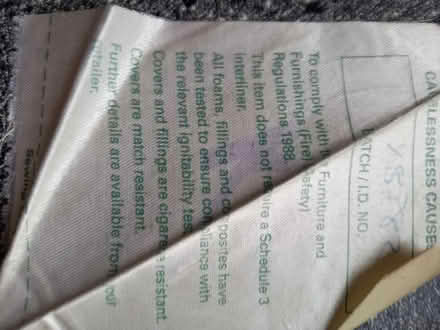 CARELESSNESS CAUSES
BATCH / I.D. NO:
To comply with the Furniture and
Furnishings (Fire) (Safety)
Regulations 1988
This item does not require a Schedule 3
Interliner.
All foams, fillings and composites have
been tested to ensure compliance with
the relevant ignitability test
Covers and fillings are cigarette resistant.
Covers are match resistant.
Further details are available from your
retailer.